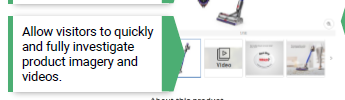 Allow visitors to quickly
and fully investigate
product imagery and
videos.
Video